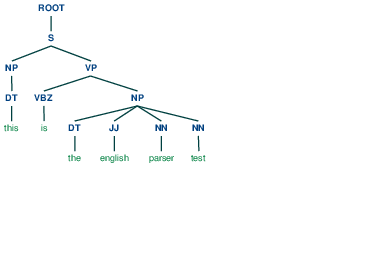 ROOT
S
NP VP
DT VBZ NP
this is DT JJ NN NN
the english parser test